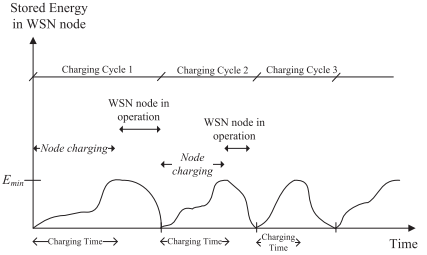 Stored Energy
in WSN node
Charging Cycle 1
Charging Cycle 2
Charging Cycle 3
WSN node in
operation
WSN node in
operation
Node charging
Node
charging
Emin
Charging Time
Charging Time
Charging
Time
Time